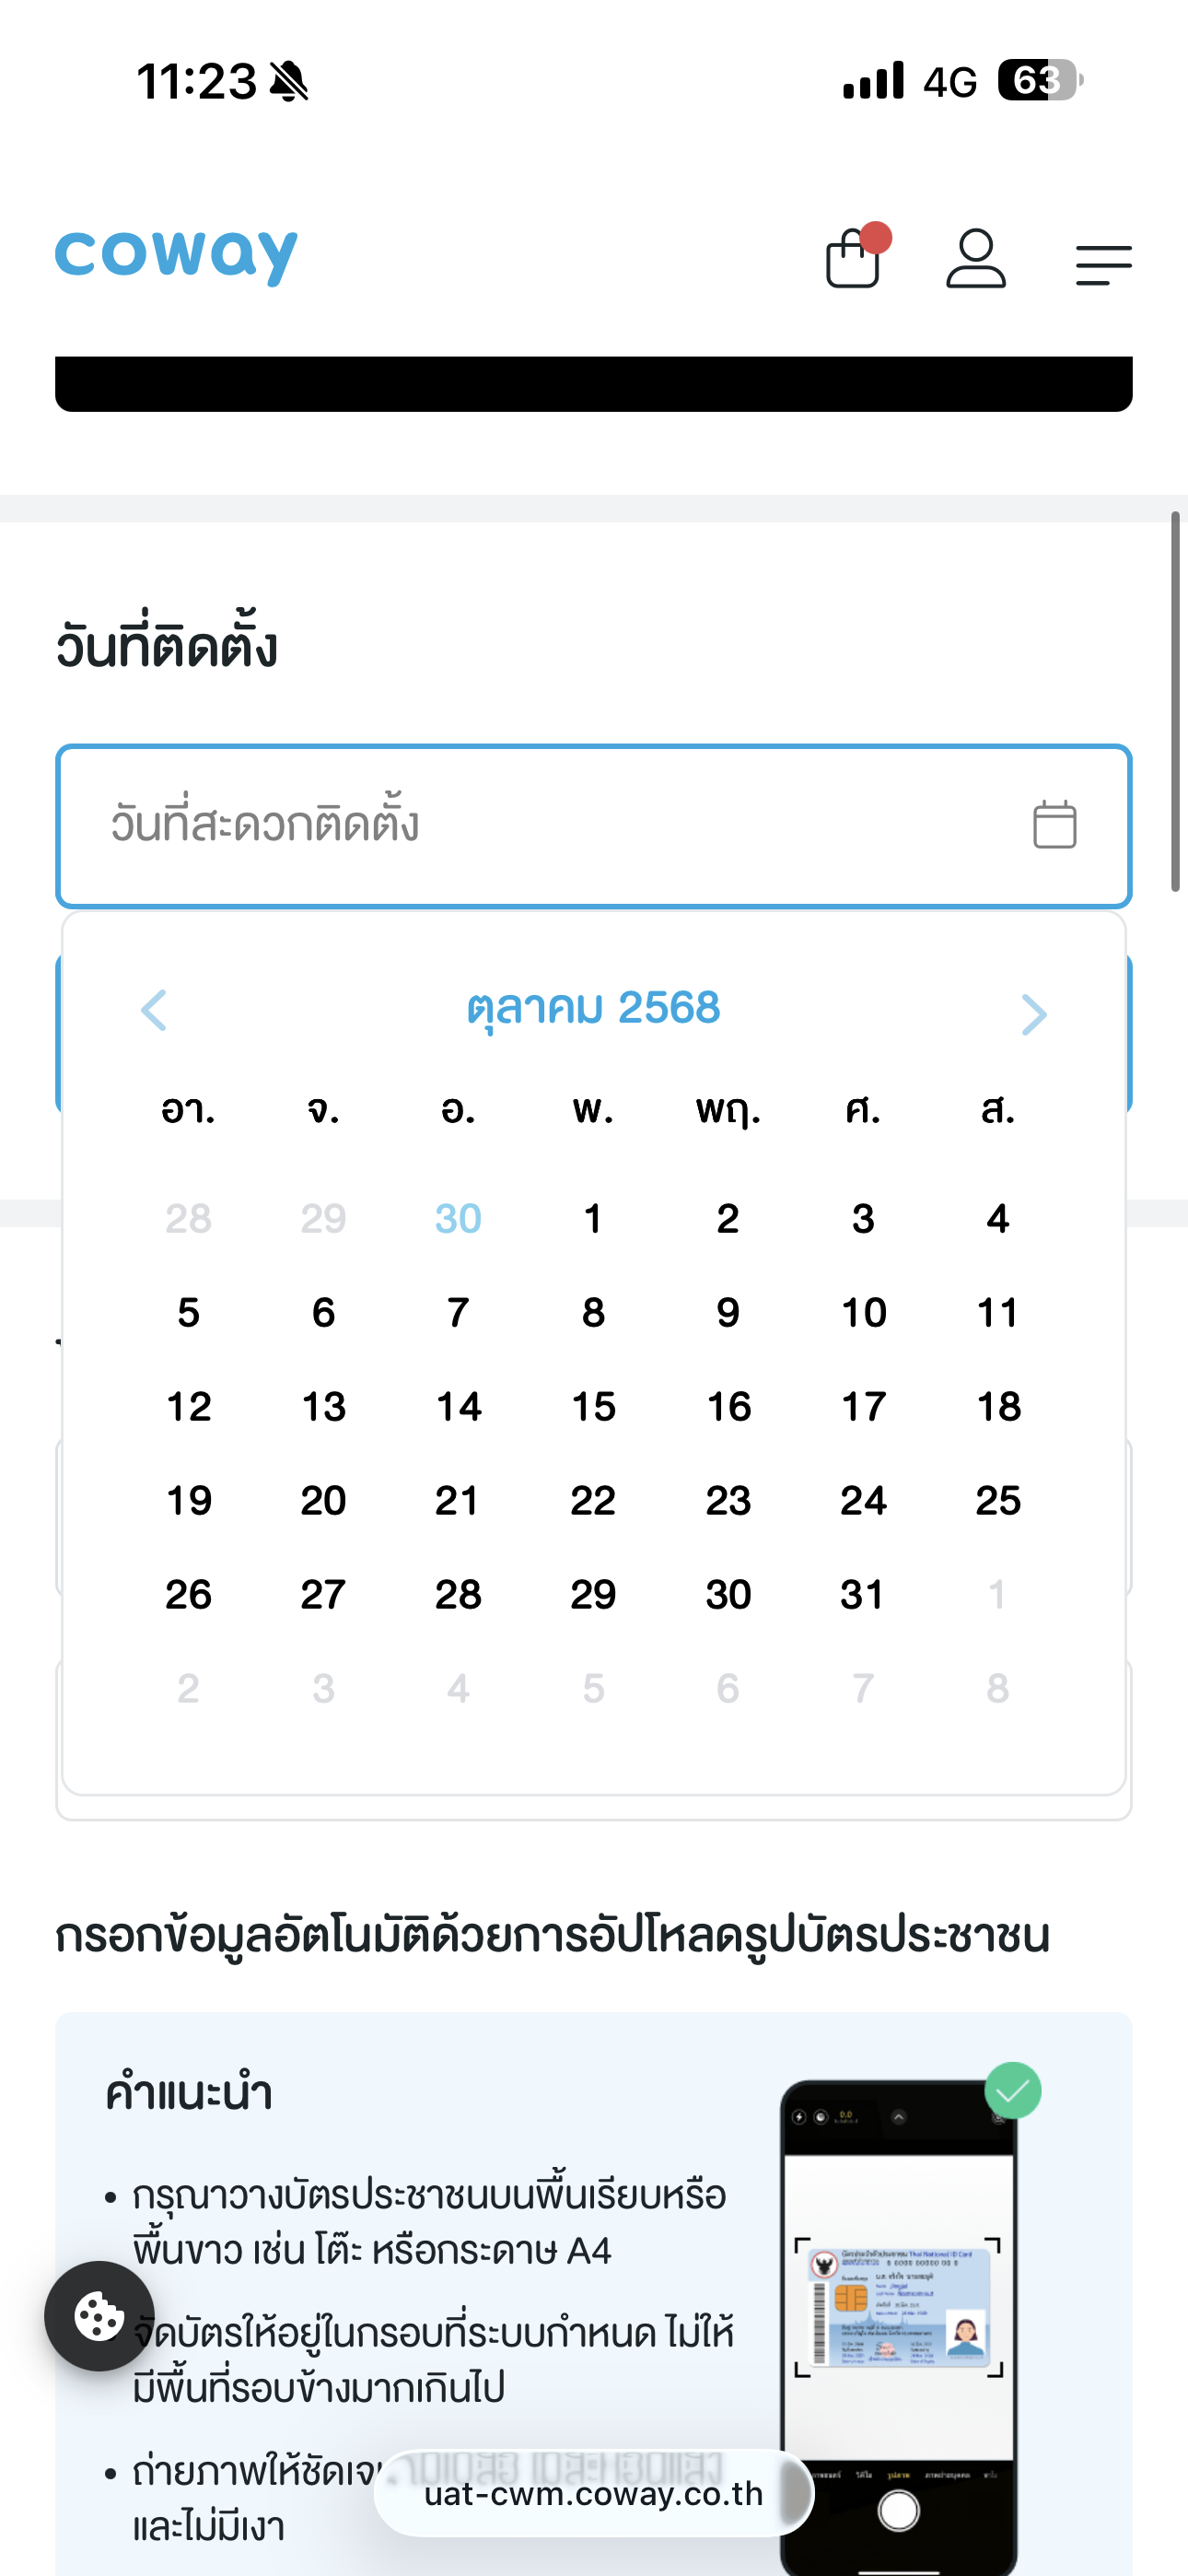 11:23
4G 63
coway
วันที่ติดตั้ง
วันที่สะดวกติดตั้ง
ตุลาคม 2568
อา. จ. อ. พ. พฤ. ศ. ส.
28 29 30 1 2 3 4
5 6 7 8 9 10 11
12 13 14 15 16 17 18
19 20 21 22 23 24 25
26 27 28 29 30 31 1
2 3 4 5 6 7 8
กรอกข้อมูลอัตโนมัติด้วยการอัปโหลดรูปบัตรประชาชน
คำแนะนำ
• กรุณาวางบัตรประชาชนบนพื้นเรียบหรือ
พื้นขาว เช่น โต๊ะ หรือกระดาษ A4
จัดบัตรให้อยู่ในกรอบที่ระบบกำหนด ไม่ให้
มีพื้นที่รอบข้างมากเกินไป
• ถ่ายภาพให้ชัดเจน
และไม่มีเงา
uat-cwm.coway.co.th
Thai National ID Card